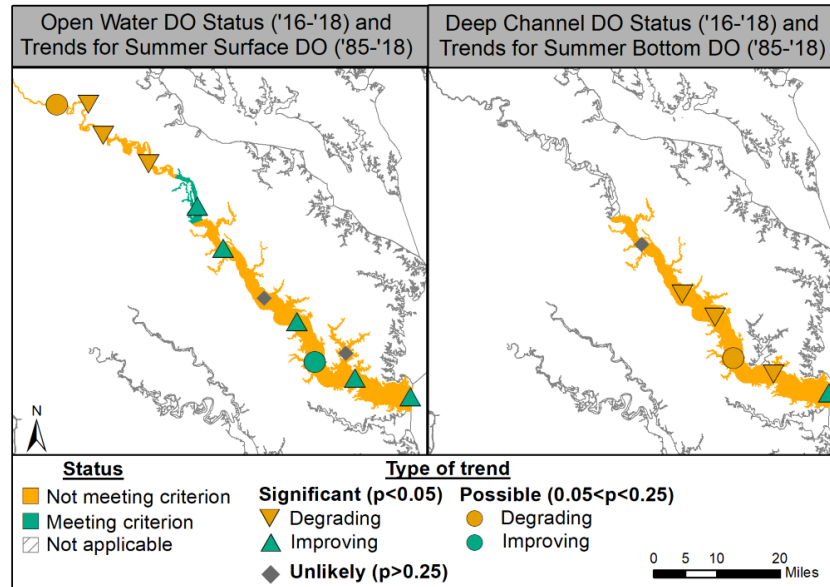 Open Water DO Status ('16-'18) and
Trends for Summer Surface DO ('85-'18)
Deep Channel DO Status ('16-'18) and
Trends for Summer Bottom DO ('85-'18)
N
Status
Not meeting criterion
Meeting criterion
Not applicable
Type of trend
Significant (p<0.05)
Degrading
Improving
Unlikely (p>0.25)
Possible (0.05<p<0.25)
Degrading
Improving
0 5 10 20
Miles